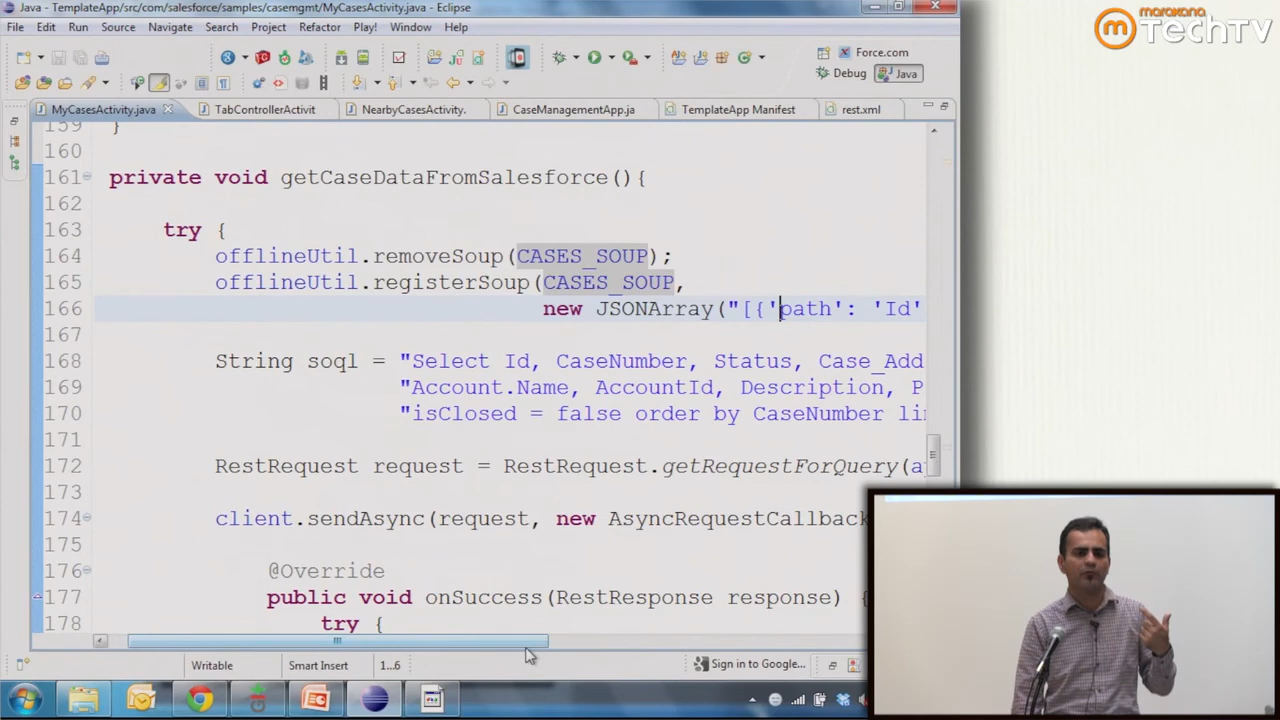 Java - TemplateApp/src/com/salesforce/samples/casemgmt/MyCasesActivity.java - Eclipse
maraκana
TechTV
File Edit Run Source Navigate Search Project Refactor Play! Window Help
Force.com
Debug Java
MyCasesActivity.java TabControllerActivit NearbyCasesActivity. CaseManagementApp.ja TemplateApp Manifest rest.xml
159 }
160
161 private void getCaseDataFromSalesforce(){
162
163 try {
164 offlineUtil.removeSoup(CASES_SOUP);
165 offlineUtil.registerSoup(CASES_SOUP,
166 new JSONArray("[{'path': 'Id'
167
168 String soql = "Select Id, CaseNumber, Status, Case_Add
169 "Account.Name, AccountId, Description, P
170 "isClosed = false order by CaseNumber lim
171
172 RestRequest request = RestRequest.getRequestForQuery(a
173
174 client.sendAsync(request, new AsyncRequestCallback
175
176 @Override
177 public void onSuccess(RestResponse response) {
178 try {
Writable Smart Insert 1...6 Sign in to Google...